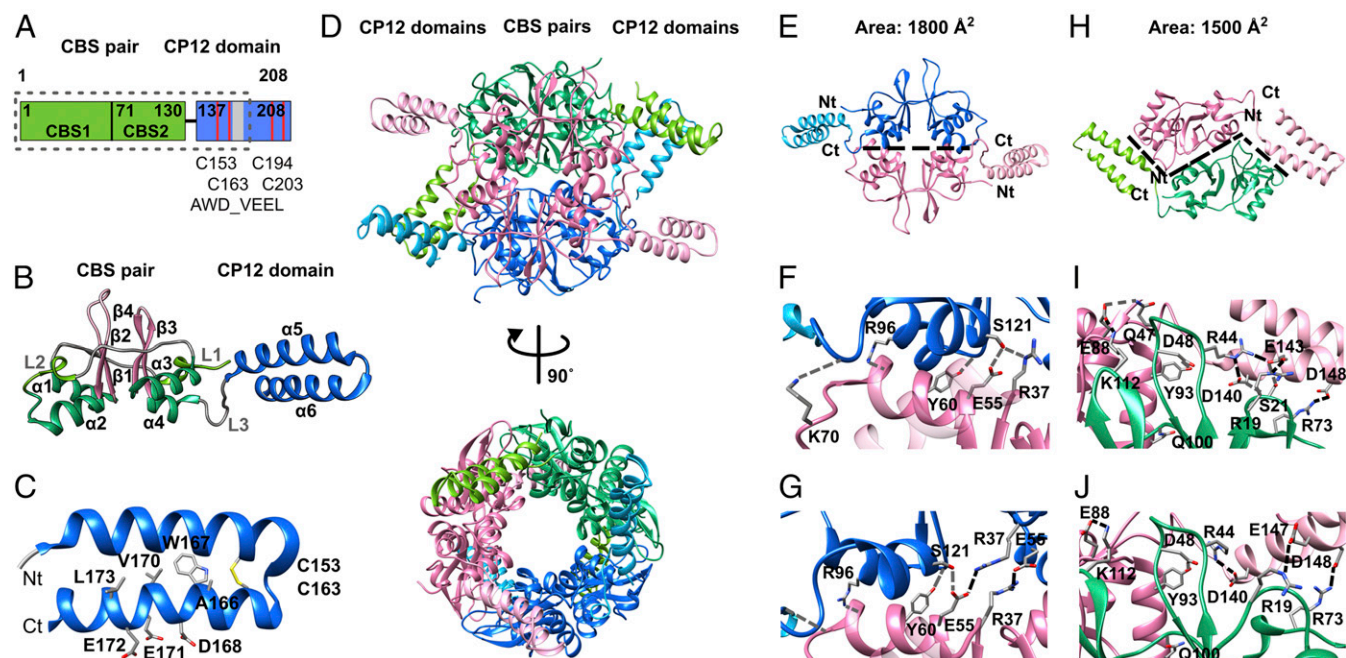 A
CBS pair CP12 domain
1 208
1 71 130 137 208
CBS1 CBS2
C153 C194
C163 C203
AWD_VEEL
B
CBS pair CP12 domain
β4
β2 β3 α5
L2 α3 L1
α1 β1
α2 α4 L3 α6
C
W167
Nt V170 C153
L173 C163
A166
Ct
E172 D168
E171
D
CP12 domains CBS pairs CP12 domains
90°
E
Area: 1800 Å2
Nt
Ct
Ct
Nt
F
R96 S121
Y60 E55 R37
K70
G
R37 E55
S121
R96
R37
Y60 E55
H
Area: 1500 Å2
Ct
Nt
Nt
Ct
I
Q47 D48 R44 E143
E88
D148
K112 Y93 D140 S21
R19 R73
Q100
J
E88 R44 E147
D48
D148
K112
Y93 D140
R19 R73
Q100